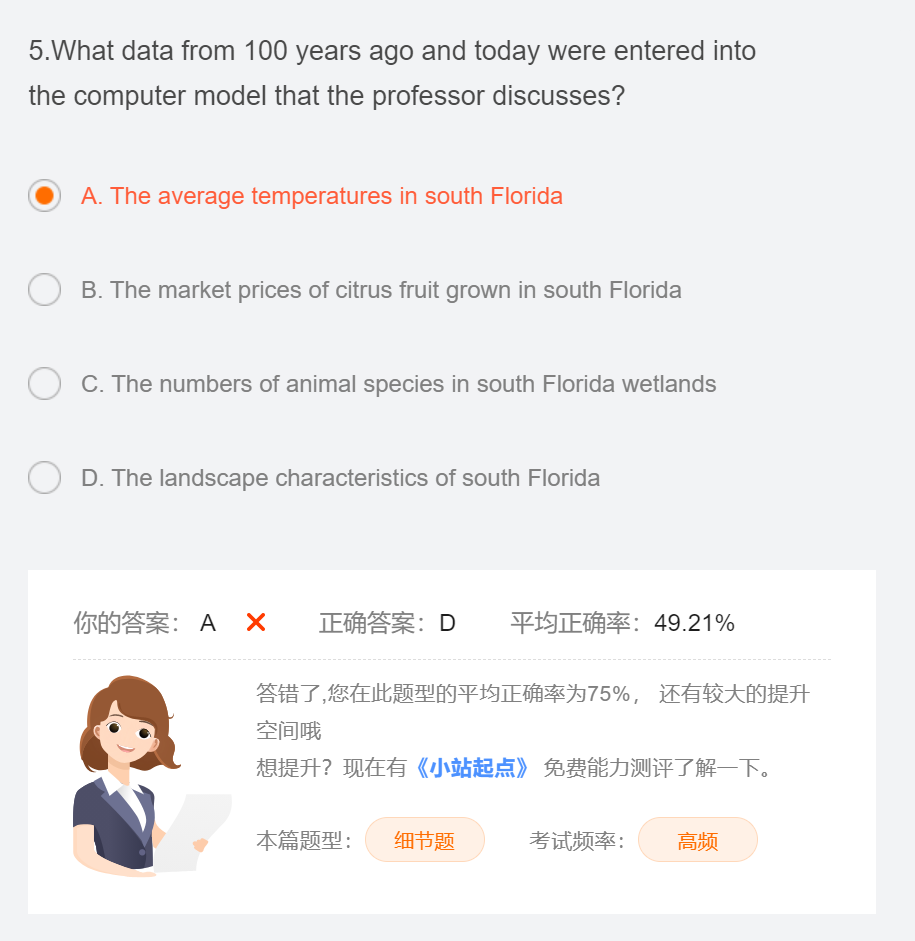 5.What data from 100 years ago and today were entered into
the computer model that the professor discusses?
A. The average temperatures in south Florida
B. The market prices of citrus fruit grown in south Florida
C. The numbers of animal species in south Florida wetlands
D. The landscape characteristics of south Florida
你的答案： A 正确答案： D 平均正确率： 49.21%
答错了,您在此题型的平均正确率为75%， 还有较大的提升
空间哦
想提升？现在有《小站起点》 免费能力测评了解一下。
本篇题型： 细节题 考试频率： 高频